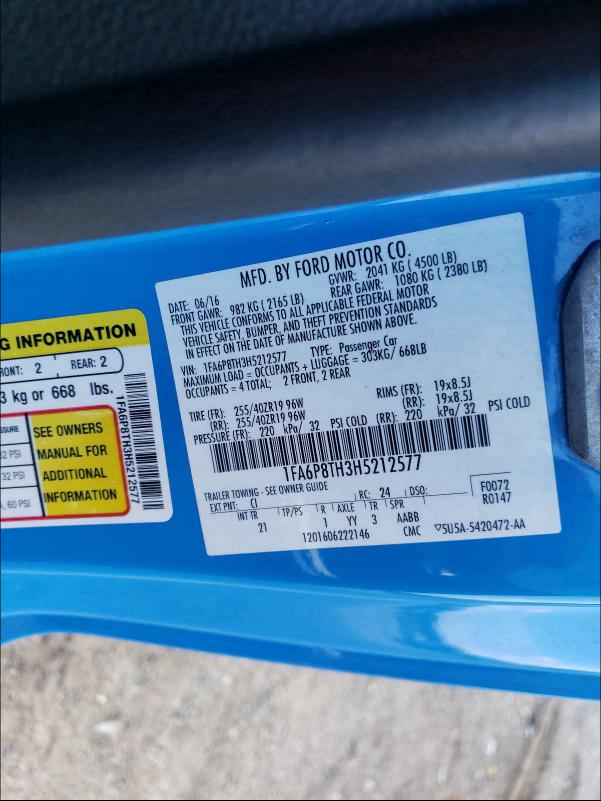 MFD. BY FORD MOTOR CO.
DATE: 06/16 GVWR: 2041 KG ( 4500 LB)
FRONT GAWR: 982 KG ( 2165 LB) REAR GAWR: 1080 KG ( 2380 LB)
THIS VEHICLE CONFORMS TO ALL APPLICABLE FEDERAL MOTOR
VEHICLE SAFETY, BUMPER, AND THEFT PREVENTION STANDARDS
IN EFFECT ON THE DATE OF MANUFACTURE SHOWN ABOVE.
VIN: 1FA6P8TH3H5212577 TYPE: Passenger Car
MAXIMUM LOAD = OCCUPANTS + LUGGAGE = 303KG/ 668LB
OCCUPANTS = 4 TOTAL; 2 FRONT, 2 REAR
TIRE (FR): 255/40ZR19 96W RIMS (FR): 19x8.5J
(RR): 255/40ZR19 96W (RR): 19x8.5J
PRESSURE (FR): 220 kPa/ 32 PSI COLD (RR): 220 kPa/ 32 PSI COLD
1FA6P8TH3H5212577
TRAILER TOWING - SEE OWNER GUIDE
EXT PNT: CI RC: 24 DSO: F0072
INT TR TP/PS R AXLE TR SPR R0147
21 1 YY 3 AABB
1201606222146 CMC 5U5A-5420472-AA
G INFORMATION
RONT: 2 REAR: 2
3 kg or 668 lbs.
SSURE
32 PSI
32 PSI
A, 60 PSI
SEE OWNERS
MANUAL FOR
ADDITIONAL
INFORMATION
1FA6P8TH3H5212577